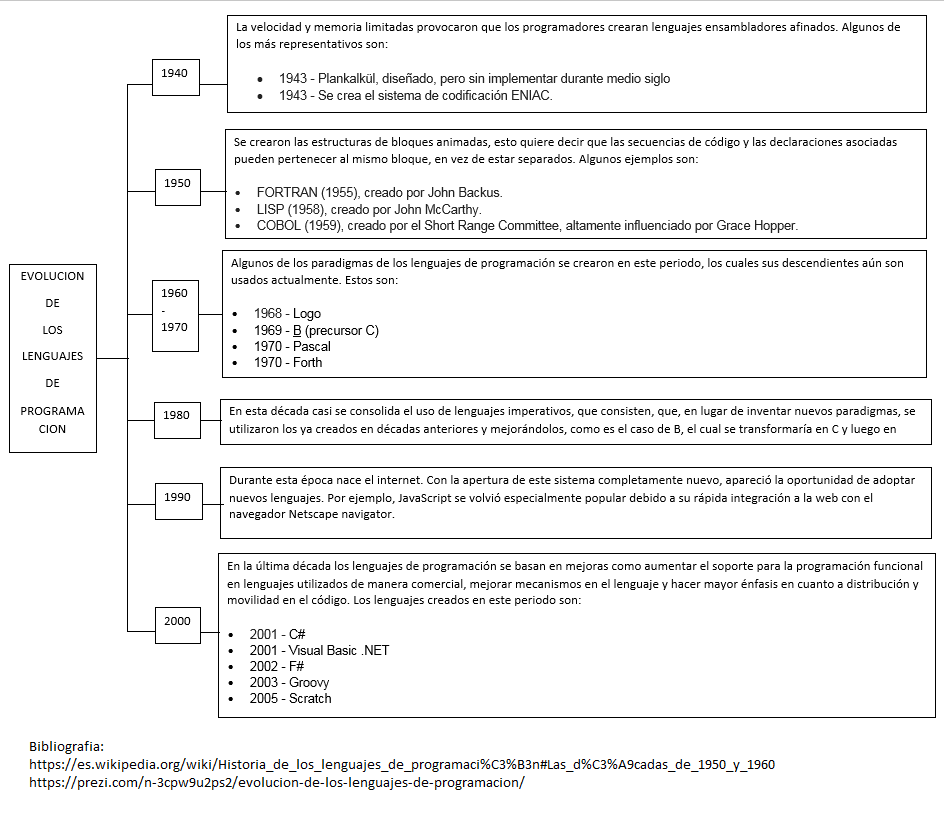 EVOLUCION
DE
LOS
LENGUAJES
DE
PROGRAMA
CION
1940
La velocidad y memoria limitadas provocaron que los programadores crearan lenguajes ensambladores afinados. Algunos de
los más representativos son:
• 1943 - Plankalkül, diseñado, pero sin implementar durante medio siglo
• 1943 - Se crea el sistema de codificación ENIAC.
1950
Se crearon las estructuras de bloques animadas, esto quiere decir que las secuencias de código y las declaraciones asociadas
pueden pertenecer al mismo bloque, en vez de estar separados. Algunos ejemplos son:
• FORTRAN (1955), creado por John Backus.
• LISP (1958), creado por John McCarthy.
• COBOL (1959), creado por el Short Range Committee, altamente influenciado por Grace Hopper.
1960
-
1970
Algunos de los paradigmas de los lenguajes de programación se crearon en este periodo, los cuales sus descendientes aún son
usados actualmente. Estos son:
• 1968 - Logo
• 1969 - B (precursor C)
• 1970 - Pascal
• 1970 - Forth
1980
En esta década casi se consolida el uso de lenguajes imperativos, que consisten, que, en lugar de inventar nuevos paradigmas, se
utilizaron los ya creados en décadas anteriores y mejorándolos, como es el caso de B, el cual se transformaría en C y luego en
1990
Durante esta época nace el internet. Con la apertura de este sistema completamente nuevo, apareció la oportunidad de adoptar
nuevos lenguajes. Por ejemplo, JavaScript se volvió especialmente popular debido a su rápida integración a la web con el
navegador Netscape navigator.
2000
En la última década los lenguajes de programación se basan en mejoras como aumentar el soporte para la programación funcional
en lenguajes utilizados de manera comercial, mejorar mecanismos en el lenguaje y hacer mayor énfasis en cuanto a distribución y
movilidad en el código. Los lenguajes creados en este periodo son:
• 2001 - C#
• 2001 - Visual Basic .NET
• 2002 - F#
• 2003 - Groovy
• 2005 - Scratch
Bibliografia:
https://es.wikipedia.org/wiki/Historia_de_los_lenguajes_de_programaci%C3%B3n#Las_d%C3%A9cadas_de_1950_y_1960
https://prezi.com/n-3cpw9u2ps2/evolucion-de-los-lenguajes-de-programacion/